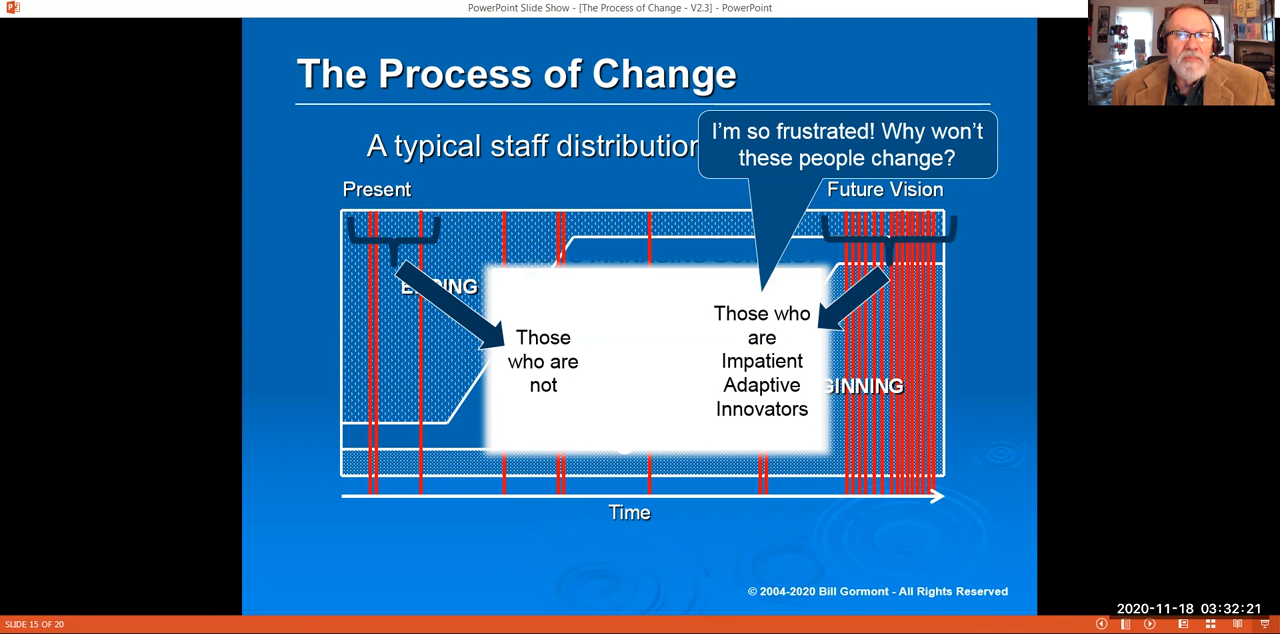 PowerPoint Slide Show - [The Process of Change - V2.3] - PowerPoint
The Process of Change
A typical staff distribution
I'm so frustrated! Why won't
these people change?
Present
Future Vision
Those who
are
Impatient
Adaptive
Innovators
Those
who are
not
Time
© 2004-2020 Bill Gormont - All Rights Reserved
2020-11-18 03:32:21
SLIDE 15 OF 20